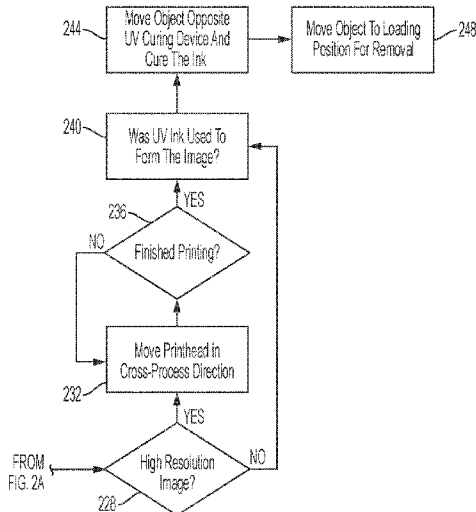 244
Move Object Opposite
UV Curing Device And
Cure The Ink
Move Object To Loading
Position For Removal
248
240
Was UV Ink Used To
Form The Image?
236
YES
NO
Finished Printing?
Move Printhead in
Cross-Process Direction
232
YES
FROM
FIG. 2A
High Resolution
Image?
NO
228